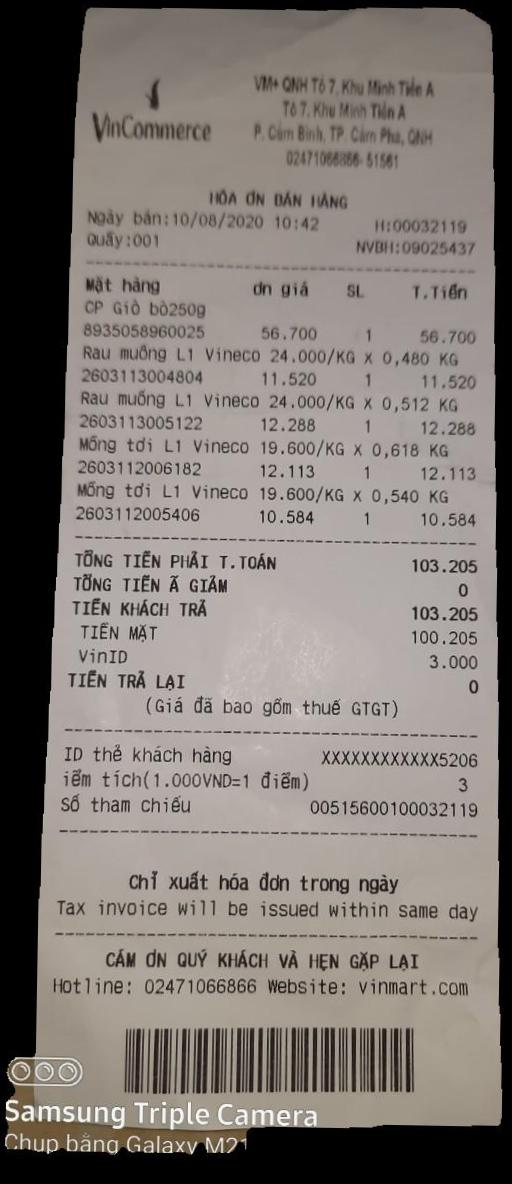 VinCommerce
VM+ QNH Tổ 7, Khu Minh Tiến A
Tổ 7, Khu Minh Tiến A
P. Cẩm Bình, TP. Cẩm Phả, QNH
02471066866-51561
HÓA ƠN BÁN HÀNG
Ngày bán:10/08/2020 10:42 H:00032119
Quầy:001 NVBH:09025437
Mặt hàng ơn giá SL T.Tiền
CP Giò bò250g
8935058960025 56.700 1 56.700
Rau muống L1 Vineco 24.000/KG X 0,480 KG
2603113004804 11.520 1 11.520
Rau muống L1 Vineco 24.000/KG X 0,512 KG
2603113005122 12.288 1 12.288
Mồng tơi L1 Vineco 19.600/KG X 0,618 KG
2603112006182 12.113 1 12.113
Mồng tơi L1 Vineco 19.600/KG X 0,540 KG
2603112005406 10.584 1 10.584
TỔNG TIỀN PHẢI T.TOÁN 103.205
TỔNG TIỀN Ã GIẢM 0
TIỀN KHÁCH TRẢ 103.205
TIỀN MẶT 100.205
VinID 3.000
TIỀN TRẢ LẠI 0
(Giá đã bao gồm thuế GTGT)
ID thẻ khách hàng XXXXXXXXXXXX5206
iểm tích(1.000VND=1 điểm) 3
Số tham chiếu 00515600100032119
Chỉ xuất hóa đơn trong ngày
Tax invoice will be issued within same day
CẢM ƠN QUÝ KHÁCH VÀ HẸN GẶP LẠI
Hotline: 02471066866 Website: vinmart.com
Samsung Triple Camera
Chụp bằng Galaxy M21